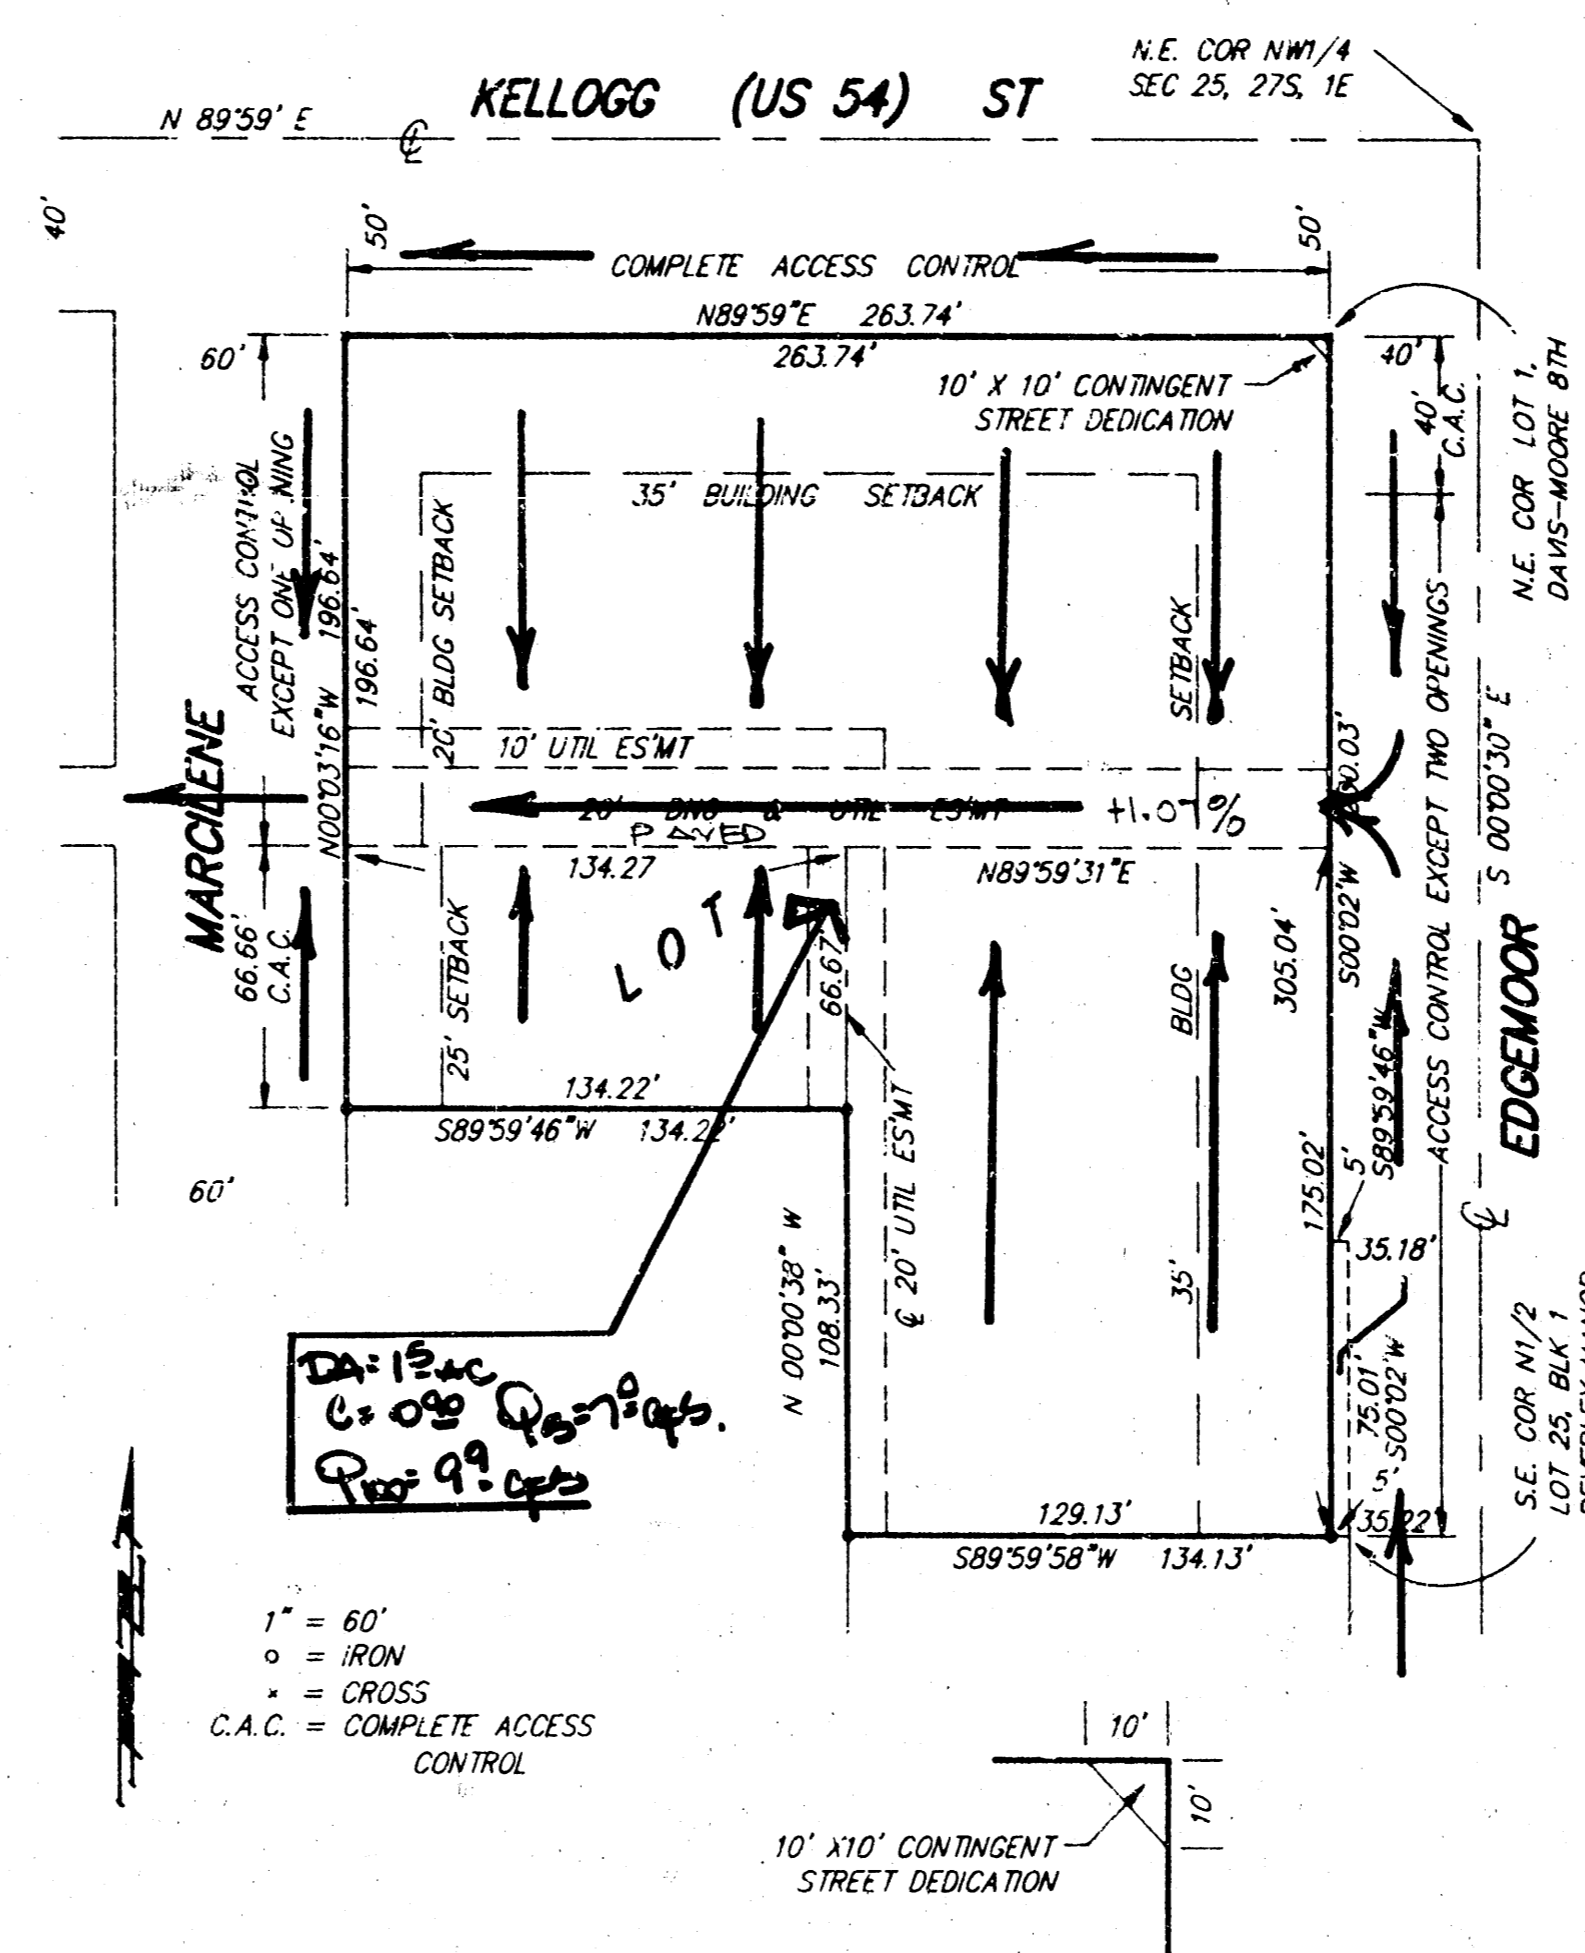 N.E. COR NW1/4
SEC 25, 27S, 1E
KELLOGG (US 54) ST
N 89°59' E
℄
40'
50'
50'
COMPLETE ACCESS CONTROL
N89°59"E 263.74'
263.74'
60'
40'
10' X 10' CONTINGENT
STREET DEDICATION
40'
C.A.C.
N.E. COR LOT 1,
DAVIS-MOORE 8TH
ACCESS CONTROL
EXCEPT ONE OP NING
35' BUILDING SETBACK
20' BLDG SETBACK
SETBACK
196.64'
196.64'
N00°03'16"W
MARCILENE
10' UTIL ES'MT
20' DNG & UTIL ES'MT
PAVED
+1.07%
134.27
N89°59'31"E
S00°02'W
305.04'
ACCESS CONTROL EXCEPT TWO OPENINGS
S 00°00'30" E
EDGEMOOR
66.66'
C.A.C.
25' SETBACK
LOT
66.67
BLDG
35'
S89°59'46"W
134.22'
S89°59'46"W 134.22'
60'
N 00°00'38" W
108.33'
℄ 20' UTIL ES'MT
175.02'
5'
35.18'
℄
75.01'
S00°02'W
5'
35.22
S.E. COR N1/2
LOT 25, BLK 1
DA= 1.5 AC
C= 0.90
Q100= 9.9 cfs
129.13'
S89°59'58"W 134.13'
1" = 60'
o = IRON
x = CROSS
C.A.C. = COMPLETE ACCESS
CONTROL
10'
10'
10' X10' CONTINGENT
STREET DEDICATION